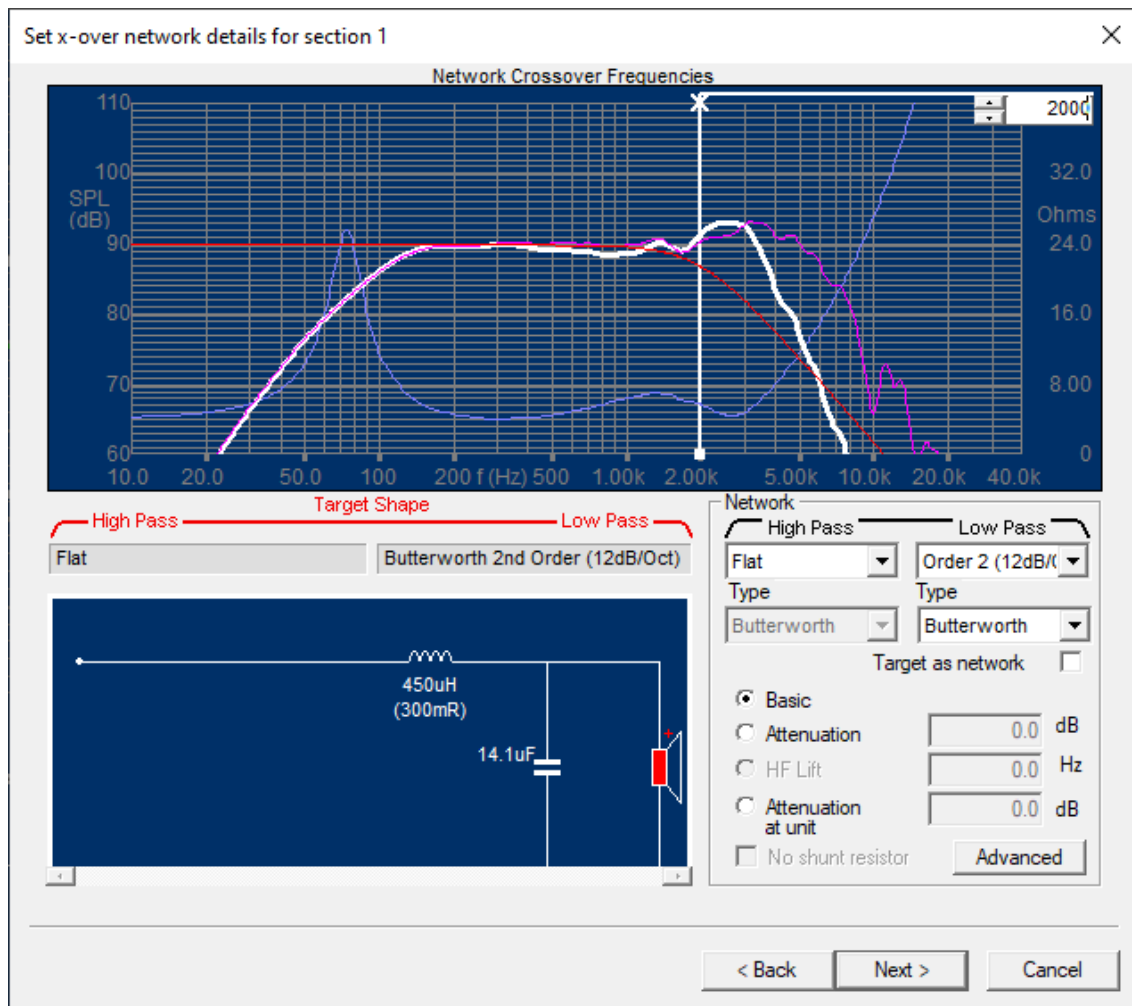 Set x-over network details for section 1
Network Crossover Frequencies
110
2000
100
32.0
SPL
(dB)
Ohms
90
24.0
80
16.0
70
8.00
60
0
10.0 20.0 50.0 100 200 f (Hz) 500 1.00k 2.00k 5.00k 10.0k 20.0k 40.0k
Target Shape
High Pass
Low Pass
Flat
Butterworth 2nd Order (12dB/Oct)
450uH
(300mR)
14.1uF
+
Network
High Pass
Low Pass
Flat
Order 2 (12dB/(
Type
Type
Butterworth
Butterworth
Target as network
Basic
Attenuation
0.0
dB
HF Lift
0.0
Hz
Attenuation
at unit
0.0
dB
No shunt resistor
Advanced
< Back
Next >
Cancel